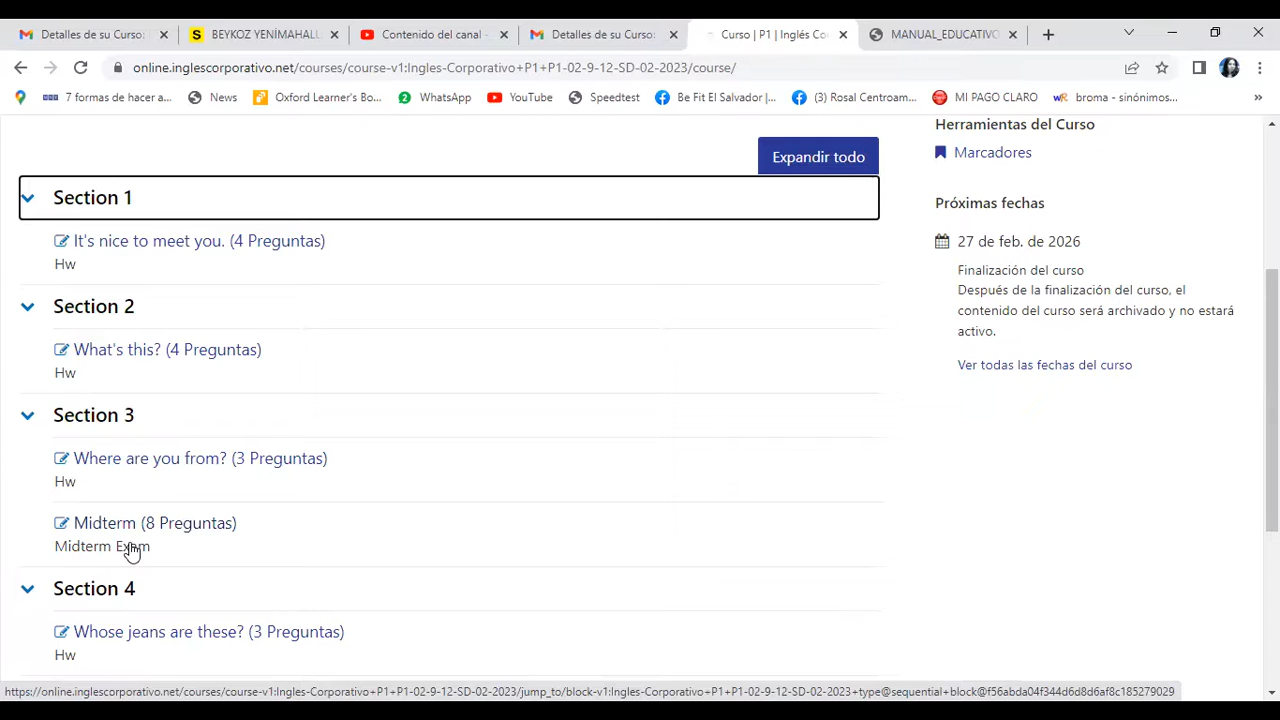 Detalles de su Curso:
BEYKOZ YENİMAHALL
Contenido del canal -
Detalles de su Curso:
Curso | P1 | Inglés Co
MANUAL_EDUCATIVO
online.inglescorporativo.net/courses/course-v1:Ingles-Corporativo+P1+P1-02-9-12-SD-02-2023/course/
7 formas de hacer a...
News
Oxford Learner's Bo...
WhatsApp
YouTube
Speedtest
Be Fit El Salvador |...
(3) Rosal Centroam...
MI PAGO CLARO
broma - sinónimos...
Expandir todo
Section 1
It's nice to meet you. (4 Preguntas)
Hw
Section 2
What's this? (4 Preguntas)
Hw
Section 3
Where are you from? (3 Preguntas)
Hw
Midterm (8 Preguntas)
Midterm Exam
Section 4
Whose jeans are these? (3 Preguntas)
Hw
Herramientas del Curso
Marcadores
Próximas fechas
27 de feb. de 2026
Finalización del curso
Después de la finalización del curso, el
contenido del curso será archivado y no estará
activo.
Ver todas las fechas del curso
https://online.inglescorporativo.net/courses/course-v1:Ingles-Corporativo+P1+P1-02-9-12-SD-02-2023/jump_to/block-v1:Ingles-Corporativo+P1+P1-02-9-12-SD-02-2023+type@sequential+block@f56abda04f344d6d8d6af8c185279029